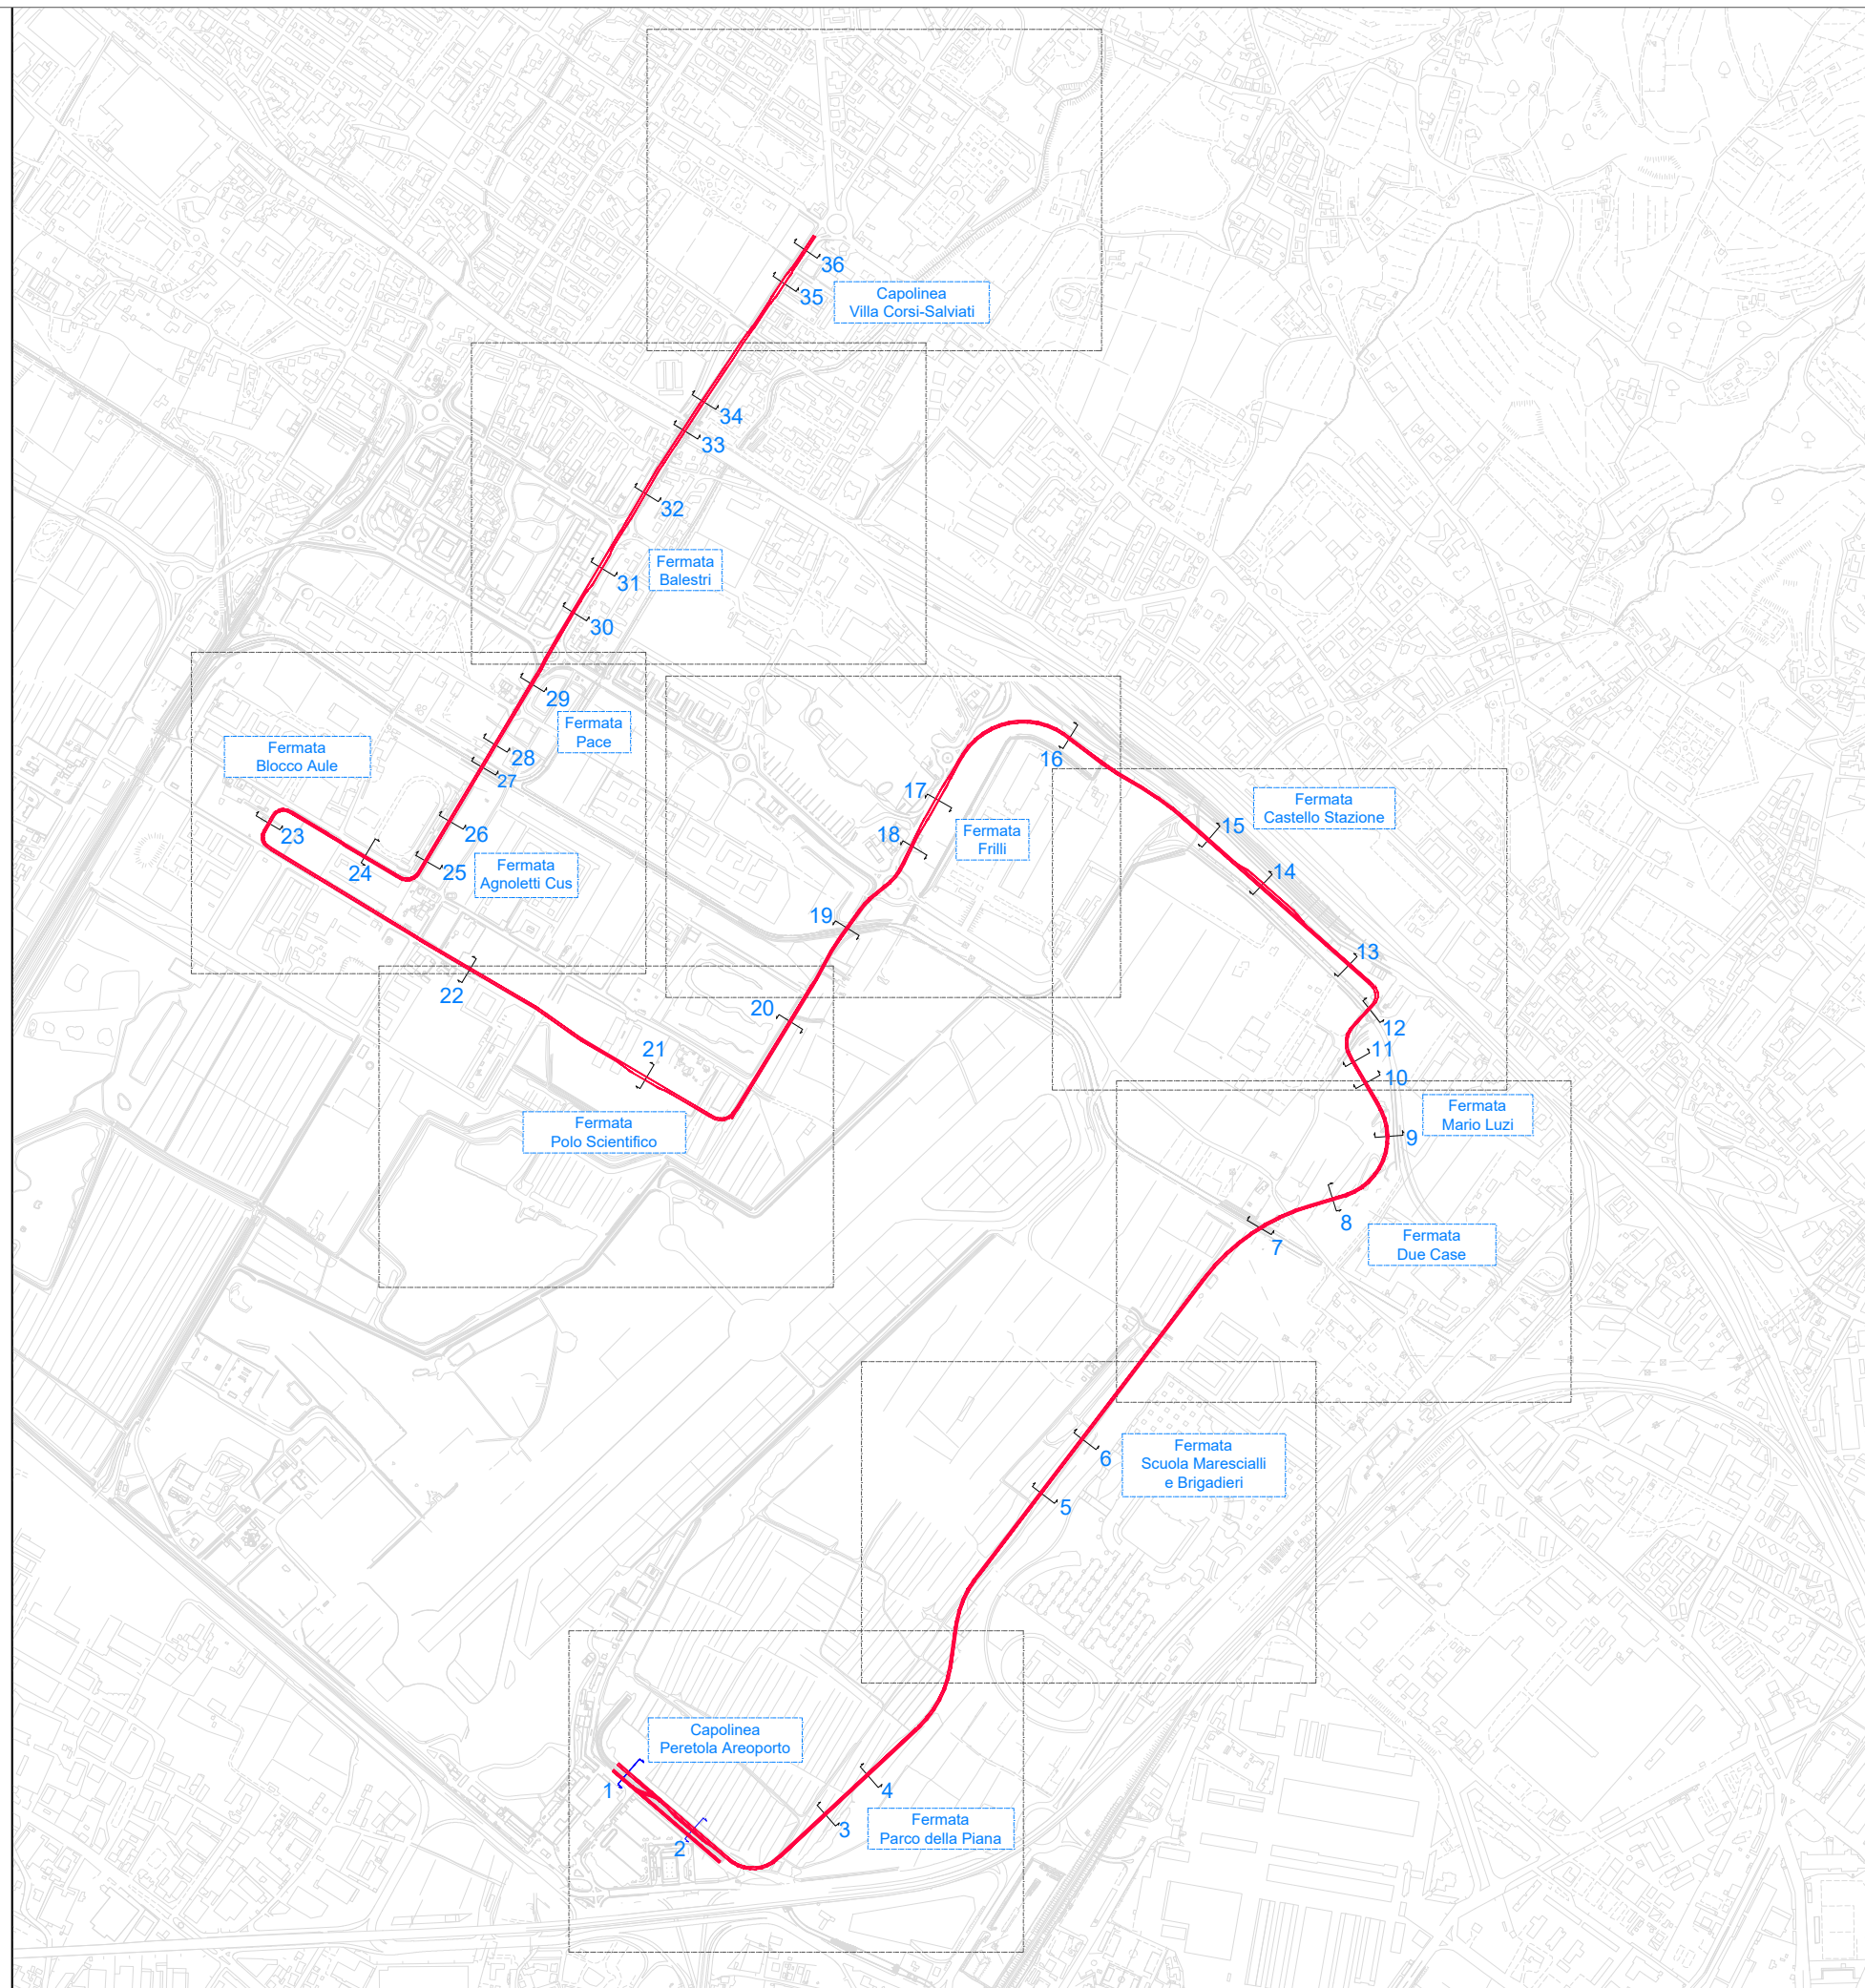 36
35
Capolinea
Villa Corsi-Salviati
34
33
32
31
Fermata
Balestri
30
29
Fermata
Pace
28
27
Fermata
Blocco Aule
23
24
26
25
Fermata
Agnoletti Cus
16
17
18
Fermata
Frilli
15
Fermata
Castello Stazione
14
19
13
22
20
12
21
11
10
Fermata
Polo Scientifico
Fermata
Mario Luzi
9
8
7
Fermata
Due Case
6
Fermata
Scuola Marescialli
e Brigadieri
5
Capolinea
Peretola Areoporto
1
4
2
3
Fermata
Parco della Piana